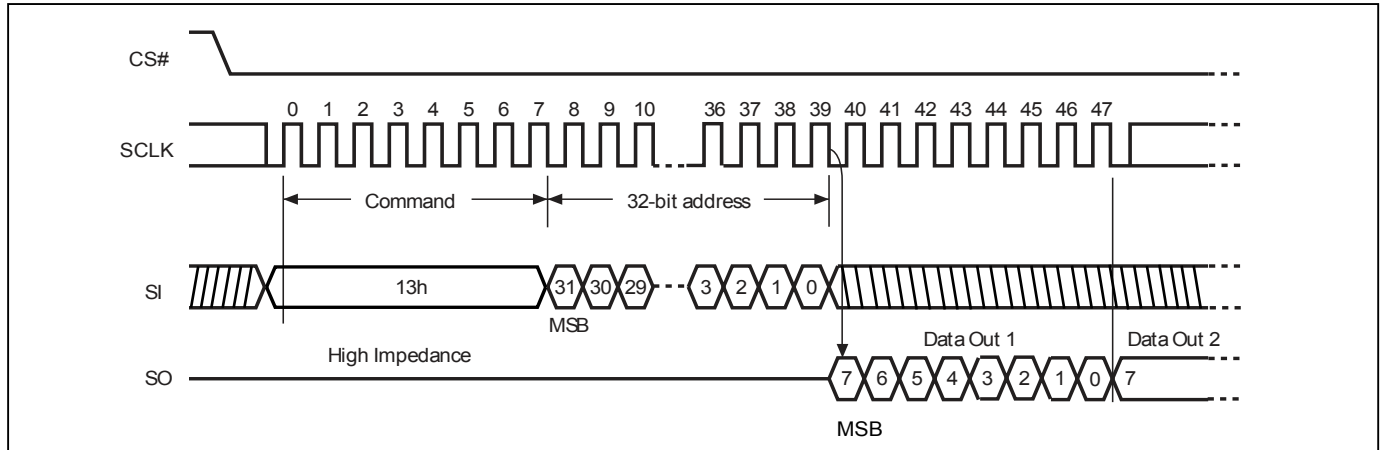 CS#
0 1 2 3 4 5 6 7 8 9 10 36 37 38 39 40 41 42 43 44 45 46 47
SCLK
Command 32-bit address
SI 13h 31 30 29 3 2 1 0
MSB
High Impedance Data Out 1 Data Out 2
SO 7 6 5 4 3 2 1 0 7
MSB